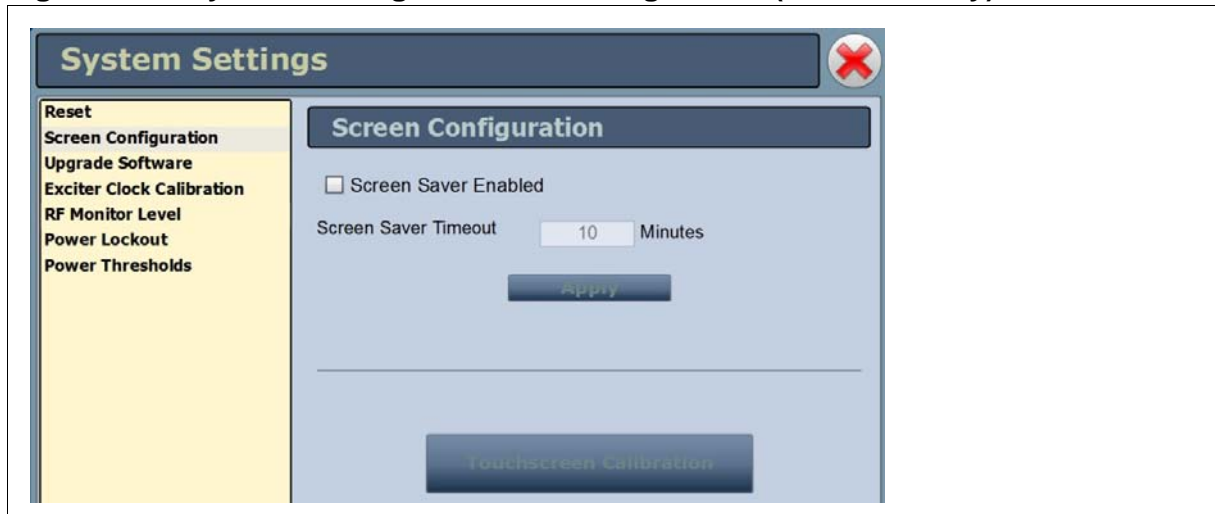 System Settings
Reset
Screen Configuration
Upgrade Software
Exciter Clock Calibration
RF Monitor Level
Power Lockout
Power Thresholds
Screen Configuration
Screen Saver Enabled
Screen Saver Timeout 10 Minutes
Apply
Touchscreen Calibration